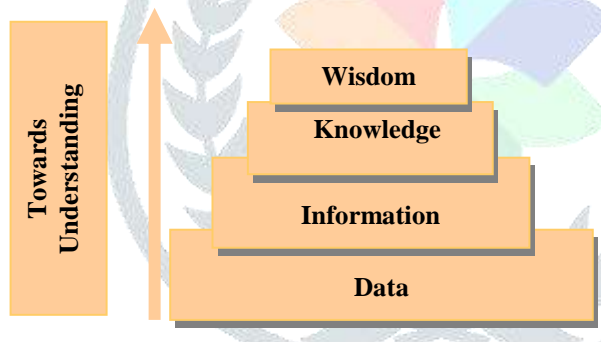 Towards
Understanding
Wisdom
Knowledge
Information
Data